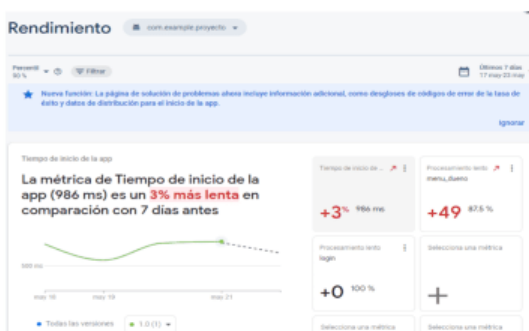 Rendimiento
com.example.proyecto
Percentil
90 %
Filtrar
Últimos 7 días
Nueva función: La página de solución de problemas ahora incluye información adicional, como desgloses de códigos de error de la tasa de
éxito y datos de distribución para el inicio de la app.
Ignorar
Tiempo de inicio de la app
La métrica de Tiempo de inicio de la
app (986 ms) es un 3% más lenta en
comparación con 7 días antes
may 16
may 19
may 21
Todas las versiones
1.0 (1)
Tiempo de inicio de ...
+3%
986 ms
Procesamiento lento
menu_dueno
+49
87.5 %
Procesamiento lento
login
+0
100 %
Selecciona una métrica
+
Selecciona una métrica
Selecciona una métrica